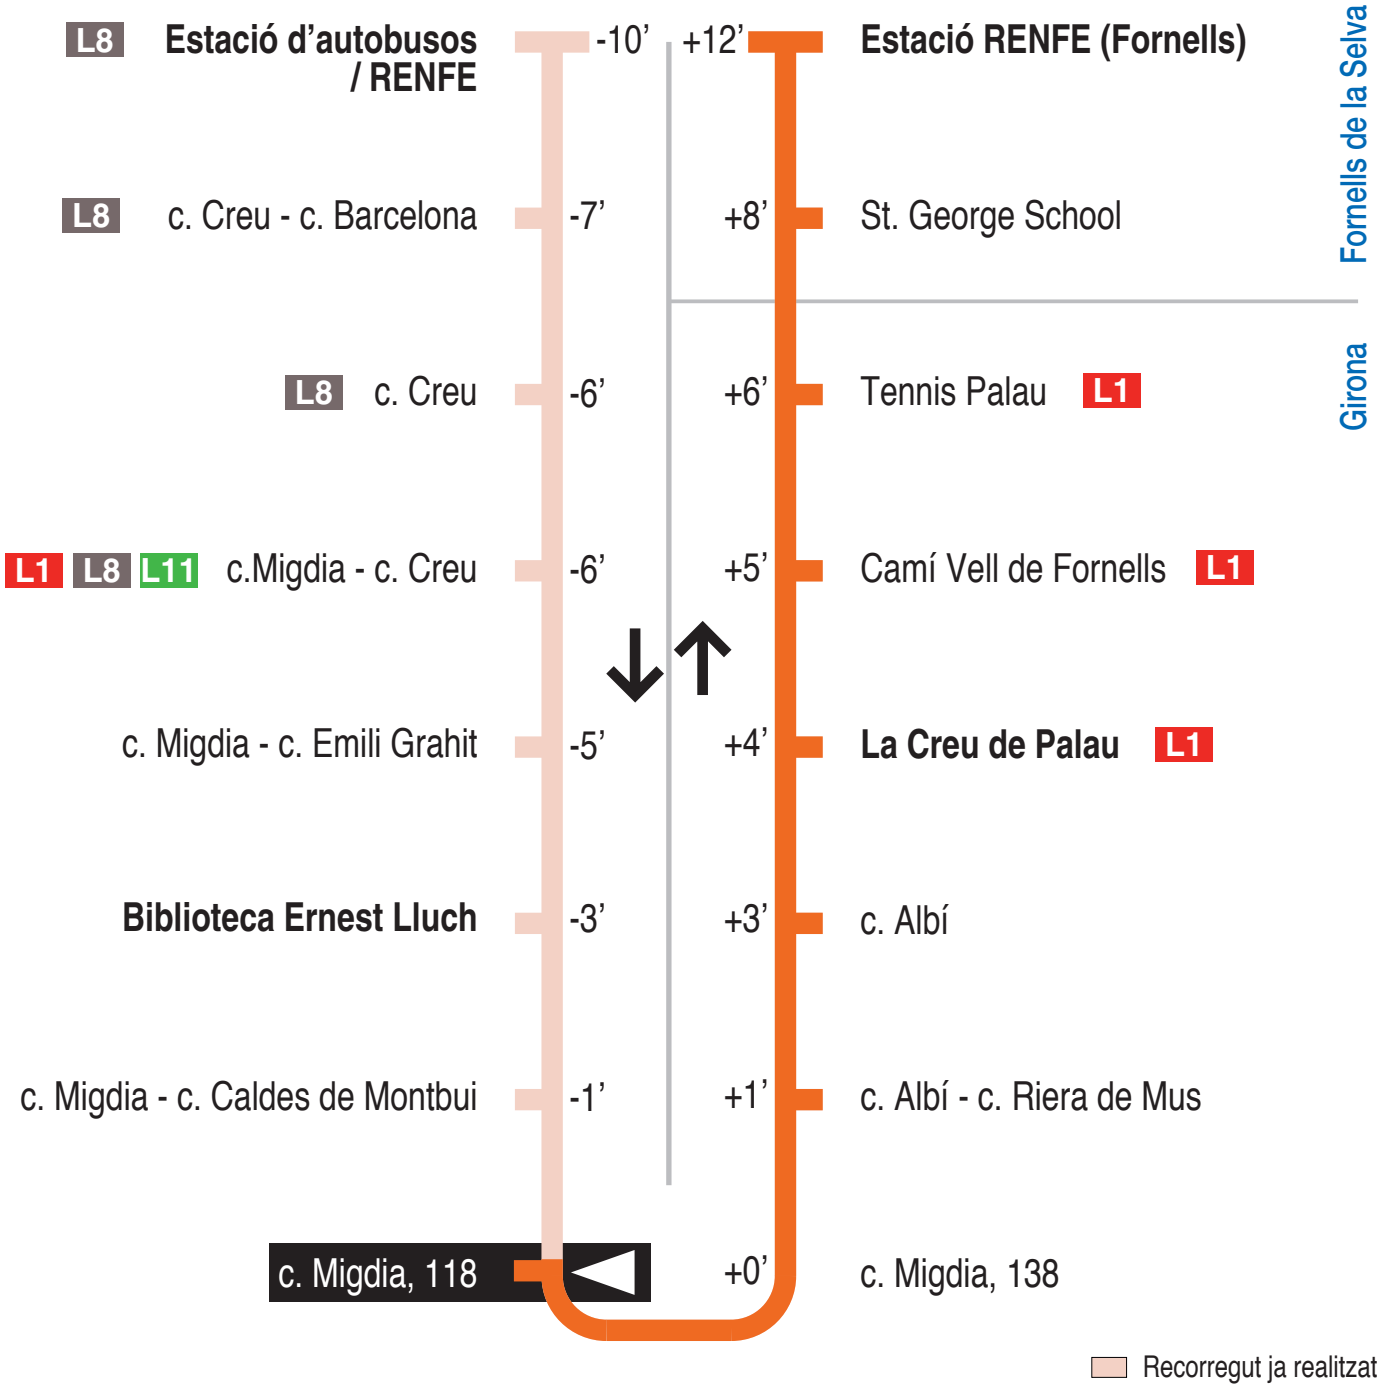 L8 Estació d’autobusos / RENFE -10’
L8 c. Creu - c. Barcelona -7’
L8 c. Creu -6’
L1 L8 L11 c.Migdia - c. Creu -6’
c. Migdia - c. Emili Grahit -5’
Biblioteca Ernest Lluch -3’
c. Migdia - c. Caldes de Montbui -1’
c. Migdia, 118
+12’ Estació RENFE (Fornells)
+8’ St. George School
+6’ Tennis Palau L1
+5’ Camí Vell de Fornells L1
+4’ La Creu de Palau L1
+3’ c. Albí
+1’ c. Albí - c. Riera de Mus
+0’ c. Migdia, 138
Fornells de la Selva
Girona
Recorregut ja realitzat